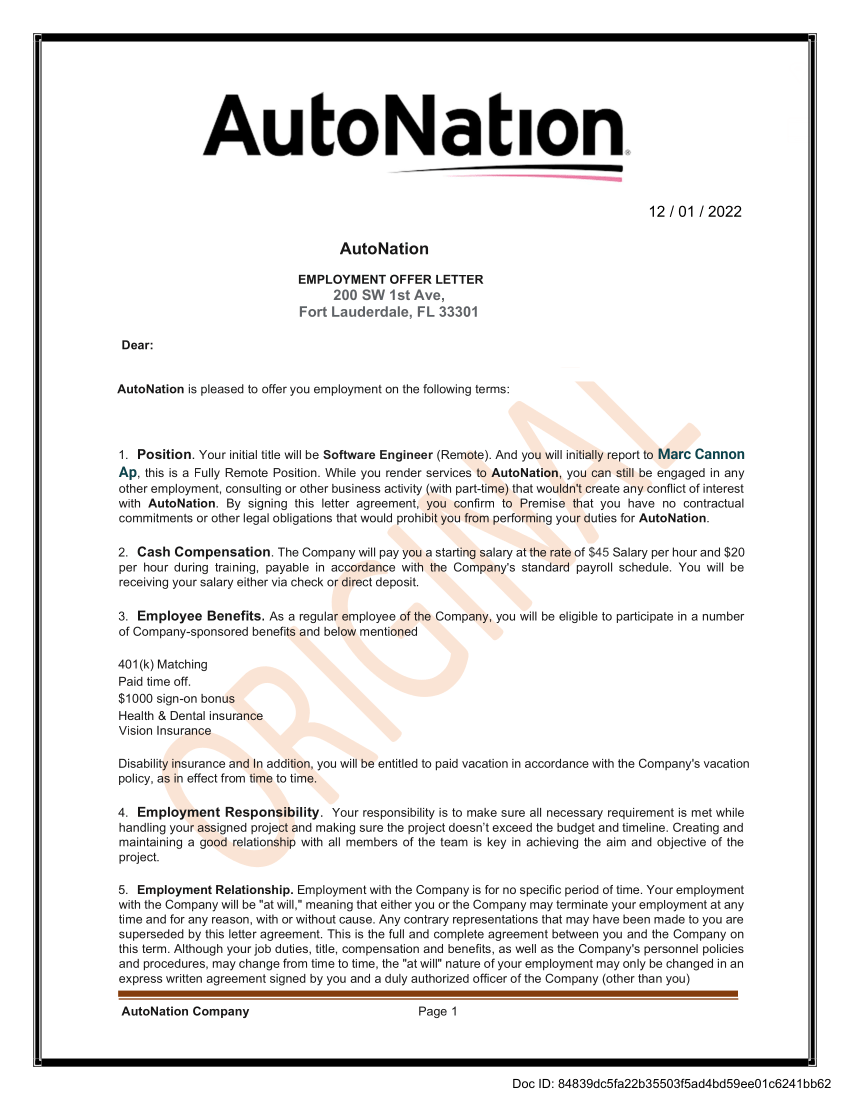 AutoNation®
12 / 01 / 2022
AutoNation
EMPLOYMENT OFFER LETTER
200 SW 1st Ave,
Fort Lauderdale, FL 33301
Dear:
AutoNation is pleased to offer you employment on the following terms:
1. Position. Your initial title will be Software Engineer (Remote). And you will initially report to Marc Cannon
Ap, this is a Fully Remote Position. While you render services to AutoNation, you can still be engaged in any
other employment, consulting or other business activity (with part-time) that wouldn't create any conflict of interest
with AutoNation. By signing this letter agreement, you confirm to Premise that you have no contractual
commitments or other legal obligations that would prohibit you from performing your duties for AutoNation.
2. Cash Compensation. The Company will pay you a starting salary at the rate of $45 Salary per hour and $20
per hour during training, payable in accordance with the Company's standard payroll schedule. You will be
receiving your salary either via check or direct deposit.
3. Employee Benefits. As a regular employee of the Company, you will be eligible to participate in a number
of Company-sponsored benefits and below mentioned
401(k) Matching
Paid time off.
$1000 sign-on bonus
Health & Dental insurance
Vision Insurance
Disability insurance and In addition, you will be entitled to paid vacation in accordance with the Company's vacation
policy, as in effect from time to time.
4. Employment Responsibility. Your responsibility is to make sure all necessary requirement is met while
handling your assigned project and making sure the project doesn’t exceed the budget and timeline. Creating and
maintaining a good relationship with all members of the team is key in achieving the aim and objective of the
project.
5. Employment Relationship. Employment with the Company is for no specific period of time. Your employment
with the Company will be "at will," meaning that either you or the Company may terminate your employment at any
time and for any reason, with or without cause. Any contrary representations that may have been made to you are
superseded by this letter agreement. This is the full and complete agreement between you and the Company on
this term. Although your job duties, title, compensation and benefits, as well as the Company's personnel policies
and procedures, may change from time to time, the "at will" nature of your employment may only be changed in an
express written agreement signed by you and a duly authorized officer of the Company (other than you)
ORIGINAL
AutoNation Company Page 1
Doc ID: 84839dc5fa22b35503f5ad4bd59ee01c6241bb62